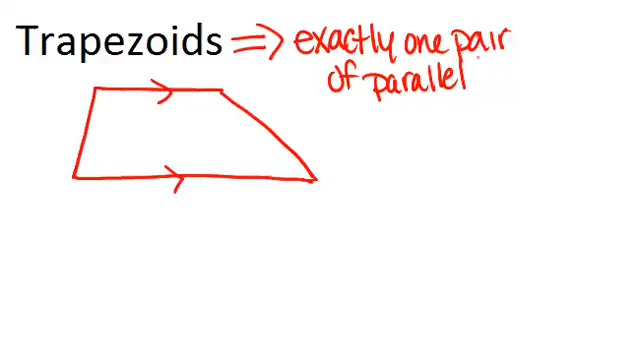 Trapezoids ⇒ exactly one pair
of parallel